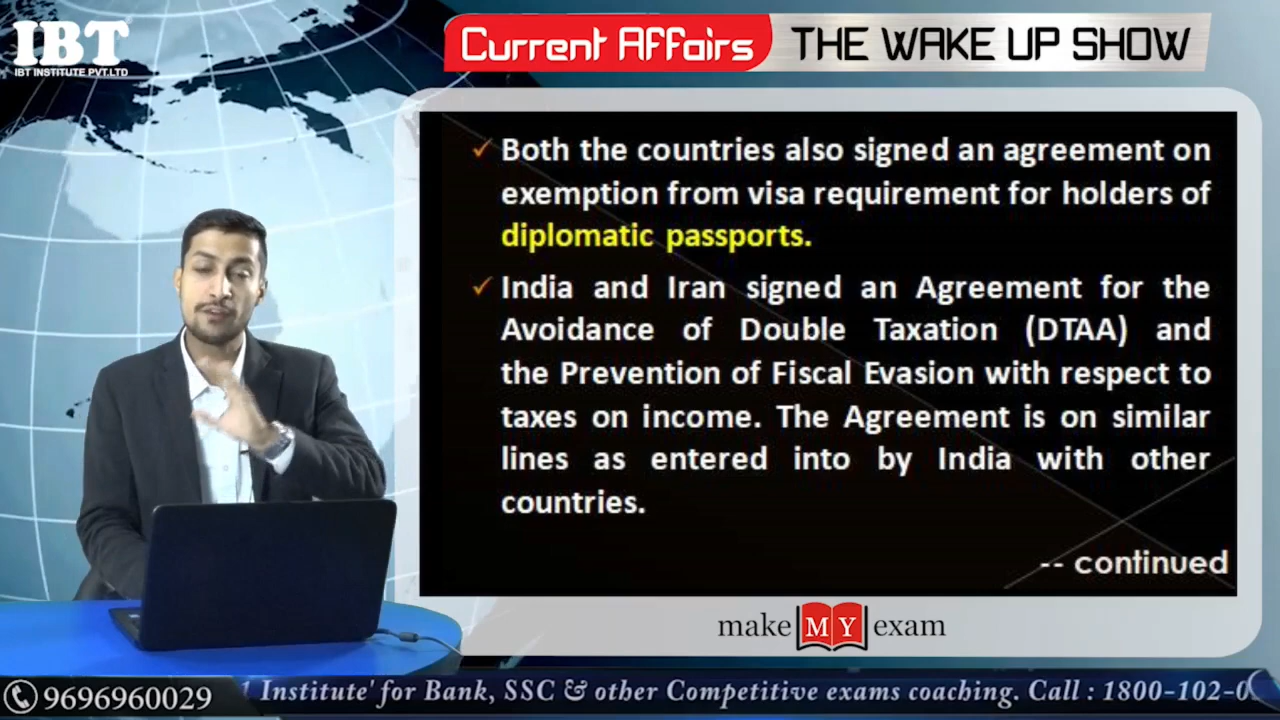 IBT
IBT INSTITUTE PVT.LTD
Current Affairs THE WAKE UP SHOW
✓ Both the countries also signed an agreement on
exemption from visa requirement for holders of
diplomatic passports.
✓ India and Iran signed an Agreement for the
Avoidance of Double Taxation (DTAA) and
the Prevention of Fiscal Evasion with respect to
taxes on income. The Agreement is on similar
lines as entered into by India with other
countries.
-- continued
make MY exam
9696960029 1 Institute' for Bank, SSC & other Competitive exams coaching. Call : 1800-102-0